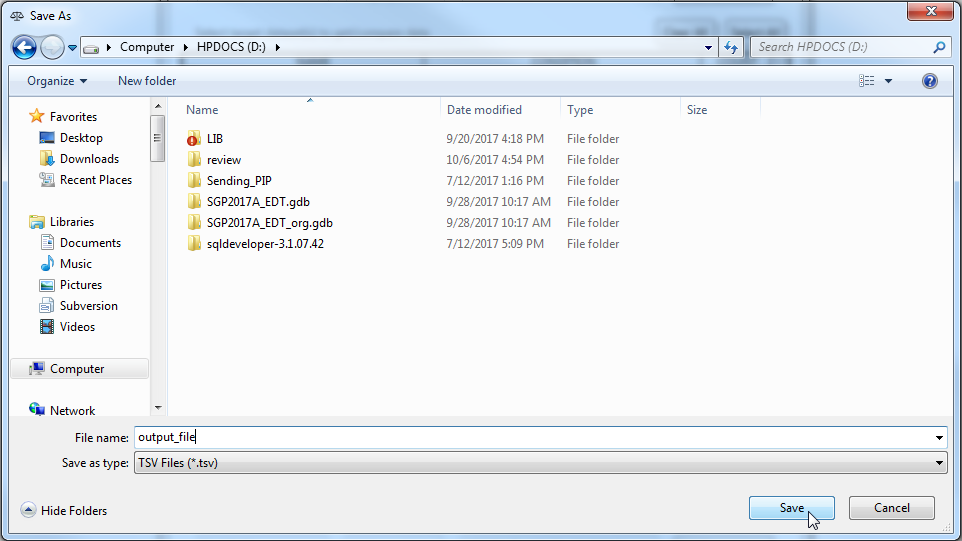 Save As
Computer HPDOCS (D:) Search HPDOCS (D:)
Organize New folder
Name Date modified Type Size
Favorites
Desktop
Downloads
Recent Places
Libraries
Documents
Music
Pictures
Subversion
Videos
Computer
Network
LIB 9/20/2017 4:18 PM File folder
review 10/6/2017 4:54 PM File folder
Sending_PIP 7/12/2017 1:16 PM File folder
SGP2017A_EDT.gdb 9/28/2017 10:17 AM File folder
SGP2017A_EDT_org.gdb 9/28/2017 10:17 AM File folder
sqldeveloper-3.1.07.42 7/12/2017 5:09 PM File folder
File name: output_file
Save as type: TSV Files (*.tsv)
Hide Folders Save Cancel